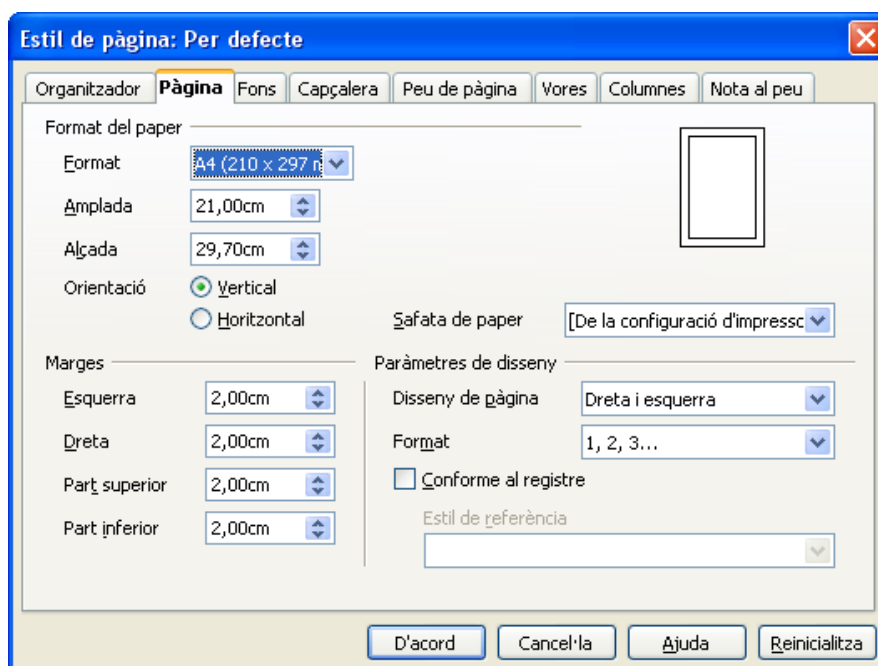 Estil de pàgina: Per defecte
Organitzador Pàgina Fons Capçalera Peu de pàgina Vores Columnes Nota al peu
Format del paper
Format A4 (210 x 297 r
Amplada 21,00cm
Alçada 29,70cm
Orientació Vertical
Horitzontal Safata de paper [De la configuració d'impressc
Marges Paràmetres de disseny
Esquerra 2,00cm Disseny de pàgina Dreta i esquerra
Dreta 2,00cm Format 1, 2, 3...
Part superior 2,00cm Conforme al registre
Part inferior 2,00cm Estil de referència
D'acord Cancel·la Ajuda Reinicialitza